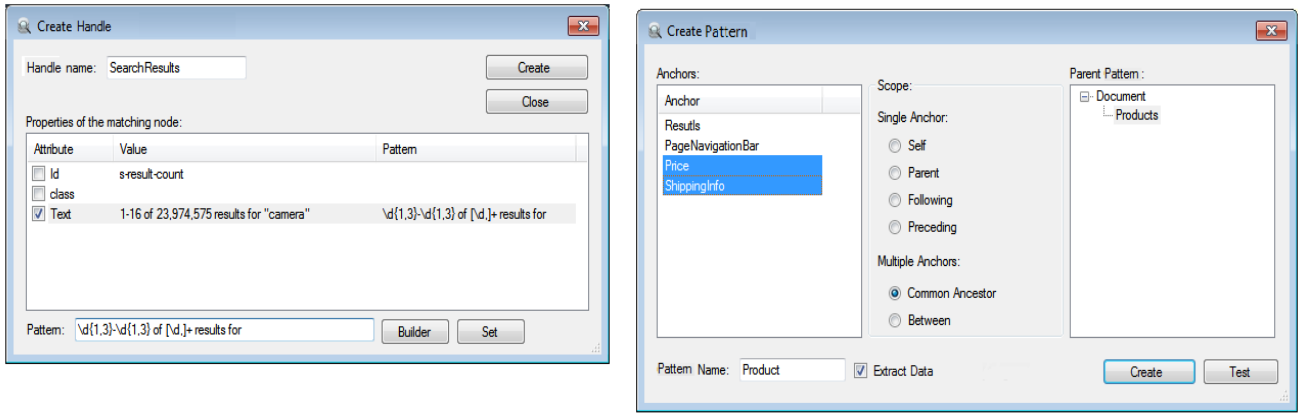 Create Handle
Handle name: SearchResults
Create
Close
Properties of the matching node:
Attribute Value Pattern
Id s-result-count
class
Text 1-16 of 23,974,575 results for "camera" \d{1,3}-\d{1,3} of [\d,]+ results for
Pattern: \d{1,3}-\d{1,3} of [\d,]+ results for Builder Set
Create Pattern
Anchors:
Anchor
Resutls
PageNavigationBar
Price
ShippingInfo
Scope:
Single Anchor:
Self
Parent
Following
Preceding
Multiple Anchors:
Common Ancestor
Between
Parent Pattern :
Document
Products
Pattern Name: Product Extract Data Create Test